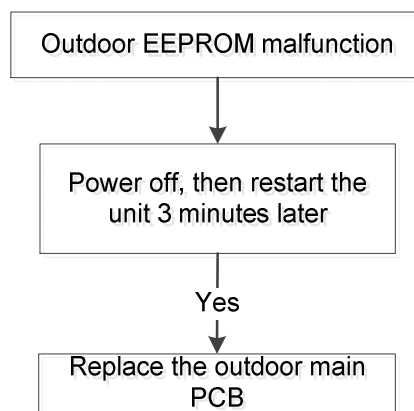 Outdoor EEPROM malfunction
Power off, then restart the
unit 3 minutes later
Yes
Replace the outdoor main
PCB